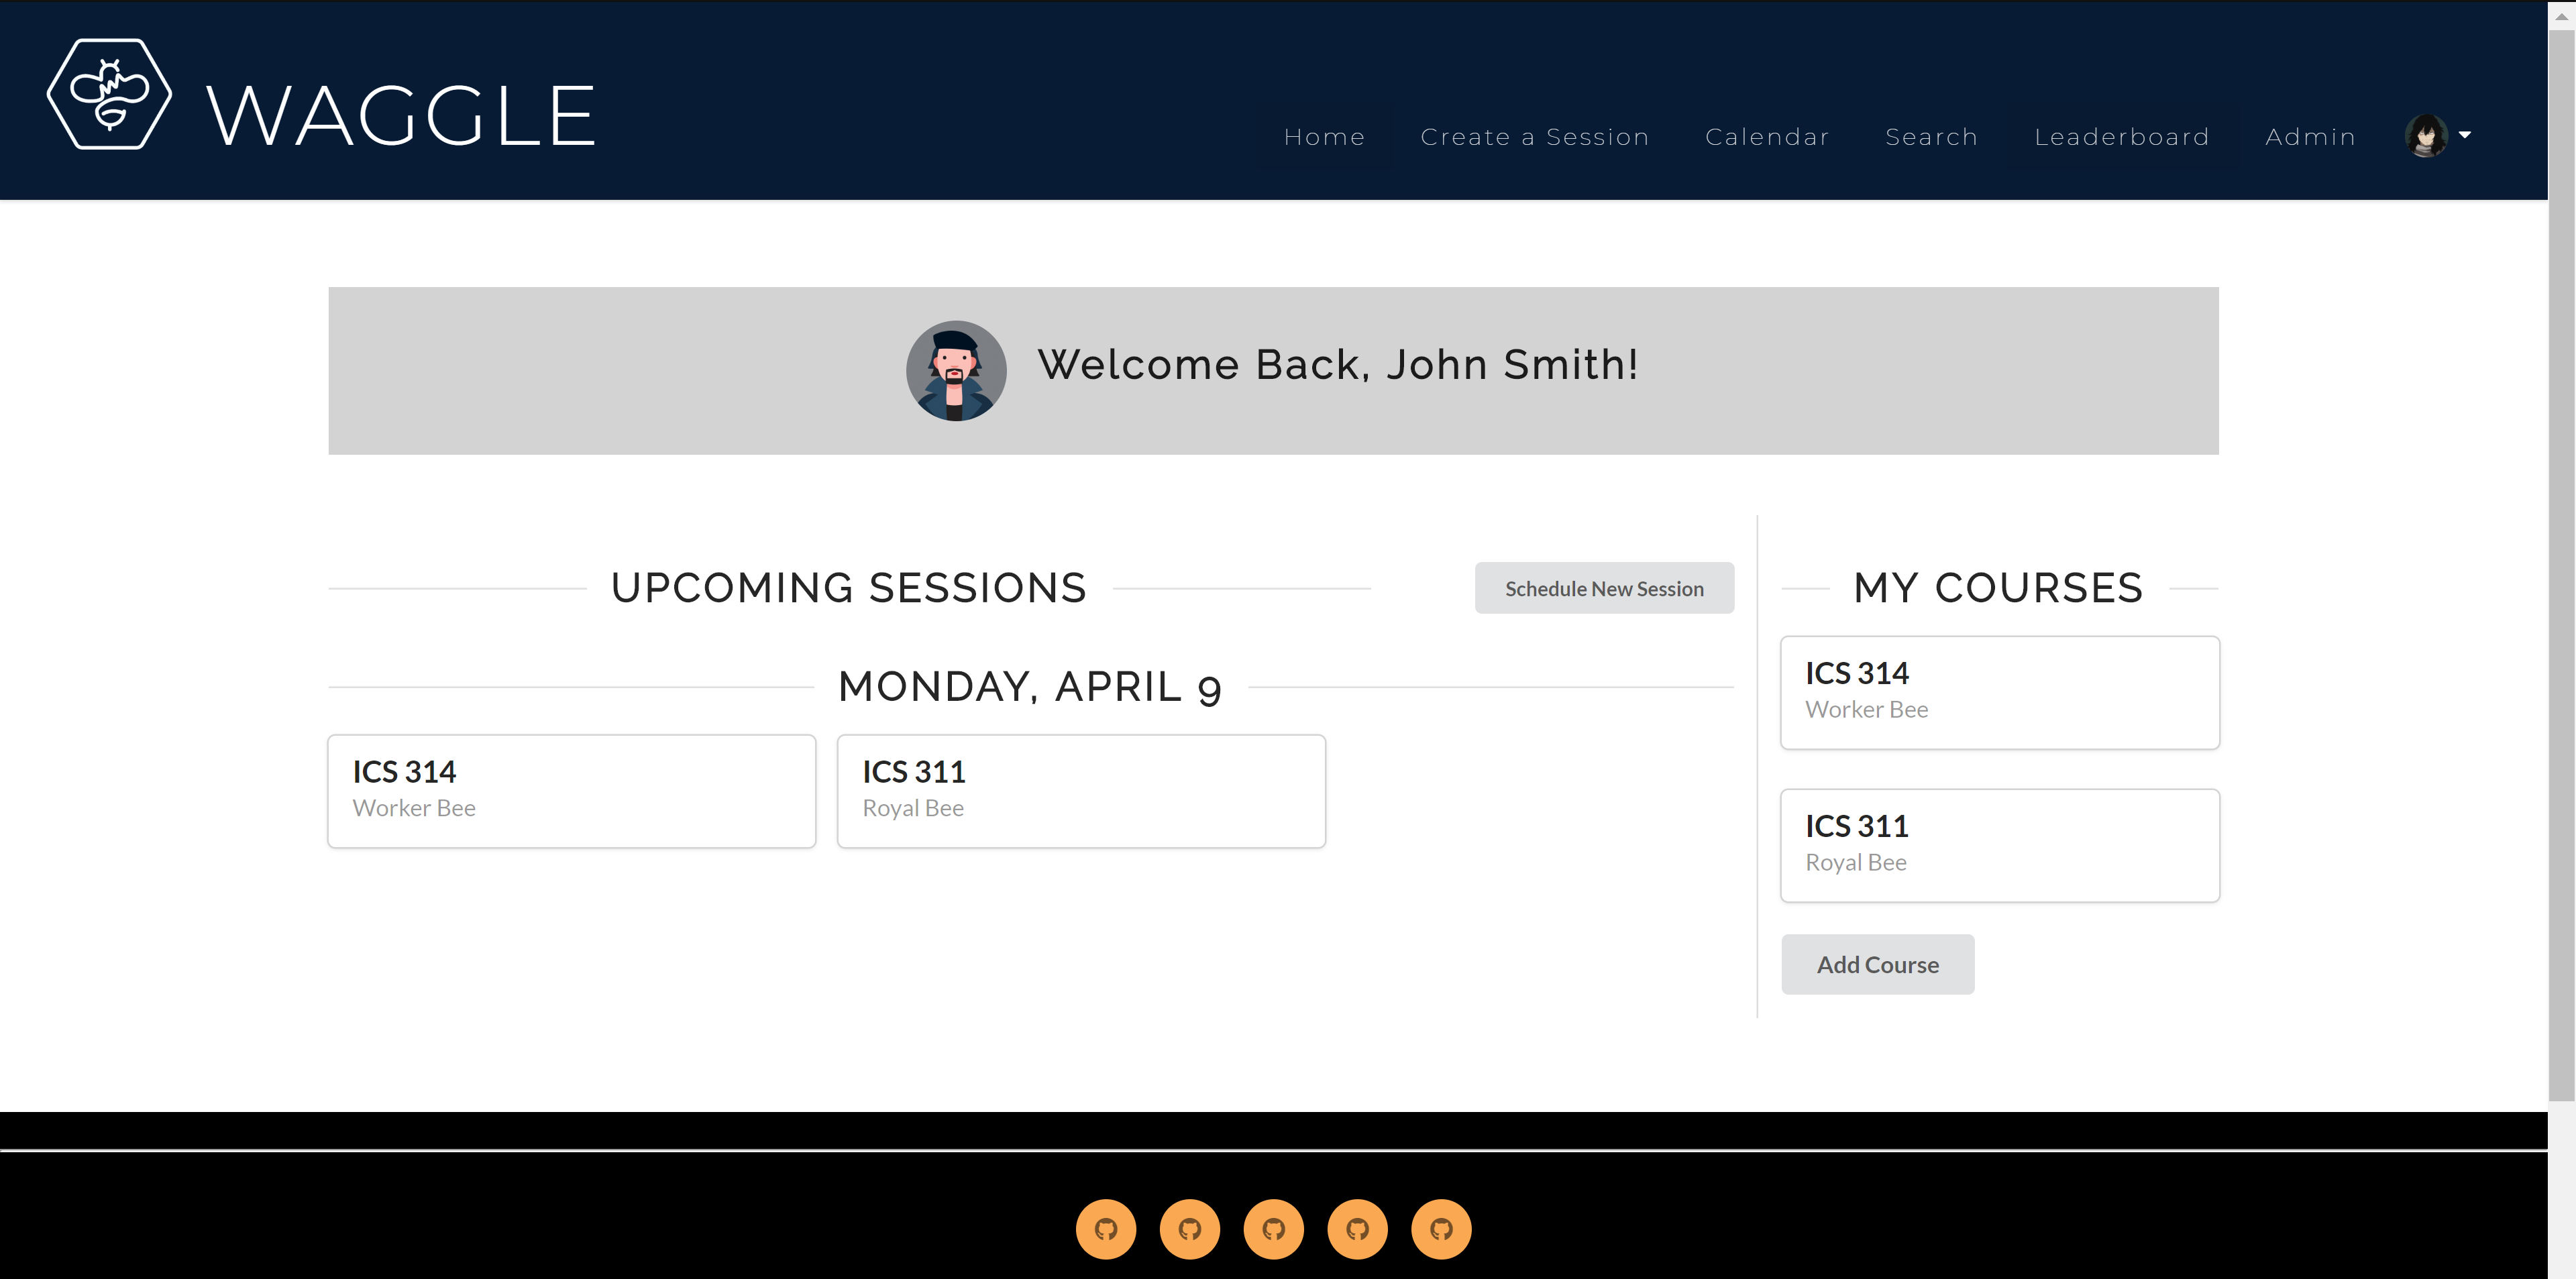 WAGGLE
Home Create a Session Calendar Search Leaderboard Admin
Welcome Back, John Smith!
UPCOMING SESSIONS
Schedule New Session
MONDAY, APRIL 9
ICS 314
Worker Bee
ICS 311
Royal Bee
MY COURSES
ICS 314
Worker Bee
ICS 311
Royal Bee
Add Course